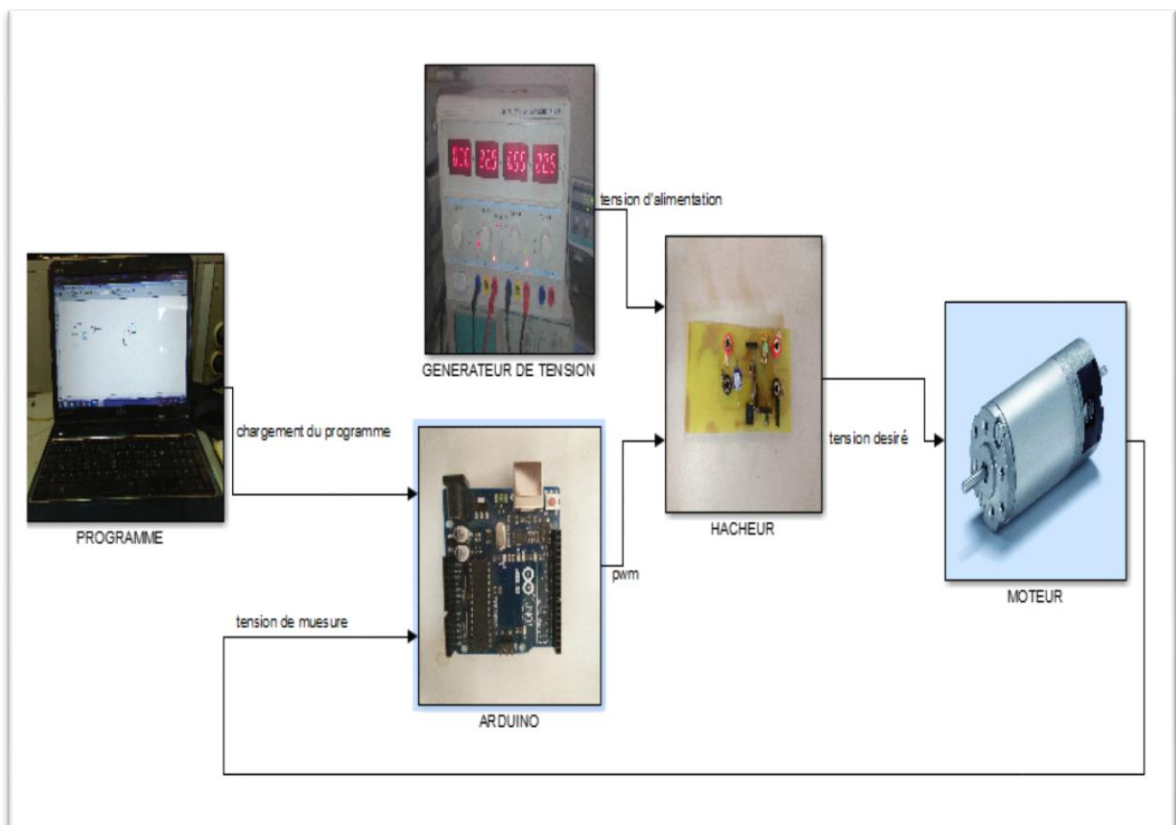 tension d'alimentation
GENERATEUR DE TENSION
chargement du programme
PROGRAMME
HACHEUR
tension desiré
pwm
MOTEUR
tension de muesure
ARDUINO